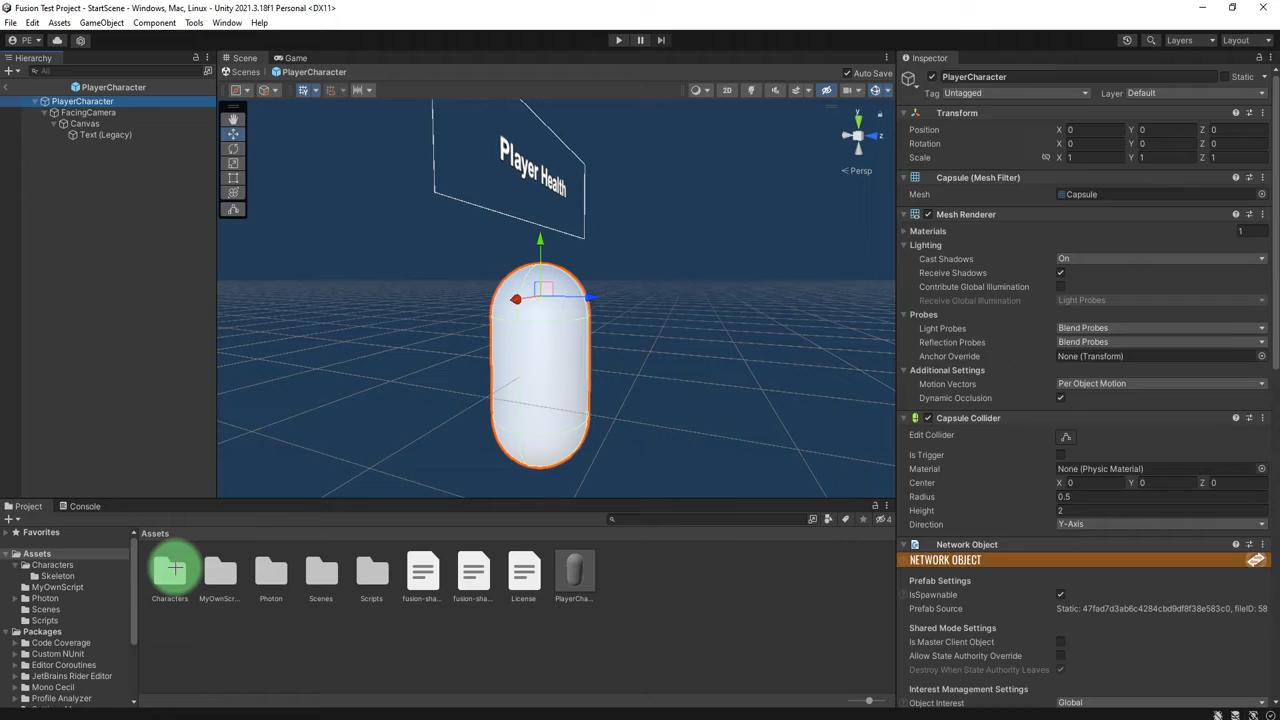 Fusion Test Project - StartScene - Windows, Mac, Linux - Unity 2021.3.18f1 Personal <DX11>
File Edit Assets GameObject Component Tools Window Help
PE Layers Layout
Hierarchy Scene Game Inspector
All Scenes PlayerCharacter Auto Save PlayerCharacter Static
PlayerCharacter 2D Tag Untagged Layer Default
PlayerCharacter
FacingCamera
Canvas
Text (Legacy)
Player Health
y
z
Persp
Transform
Position X 0 Y 0 Z 0
Rotation X 0 Y 0 Z 0
Scale X 1 Y 1 Z 1
Capsule (Mesh Filter)
Mesh Capsule
Mesh Renderer
Materials 1
Lighting
Cast Shadows On
Receive Shadows
Contribute Global Illumination
Receive Global Illumination Light Probes
Probes
Light Probes Blend Probes
Reflection Probes Blend Probes
Anchor Override None (Transform)
Additional Settings
Motion Vectors Per Object Motion
Dynamic Occlusion
Capsule Collider
Edit Collider
Is Trigger
Material None (Physic Material)
Center X 0 Y 0 Z 0
Radius 0.5
Height 2
Direction Y-Axis
Network Object
NETWORK OBJECT
Prefab Settings
IsSpawnable
Prefab Source Static: 47fad7d3ab6c4284cbd9df8f38e583c0, fileID: 58
Shared Mode Settings
Is Master Client Object
Allow State Authority Override
Destroy When State Authority Leaves
Interest Management Settings
Object Interest Global
Project Console
4
Favorites
Assets
Characters
Skeleton
MyOwnScript
Photon
Scenes
Scripts
Packages
Code Coverage
Custom NUnit
Editor Coroutines
JetBrains Rider Editor
Mono Cecil
Profile Analyzer
Assets
Characters MyOwnScr... Photon Scenes Scripts fusion-sha... fusion-sha... License PlayerCha...